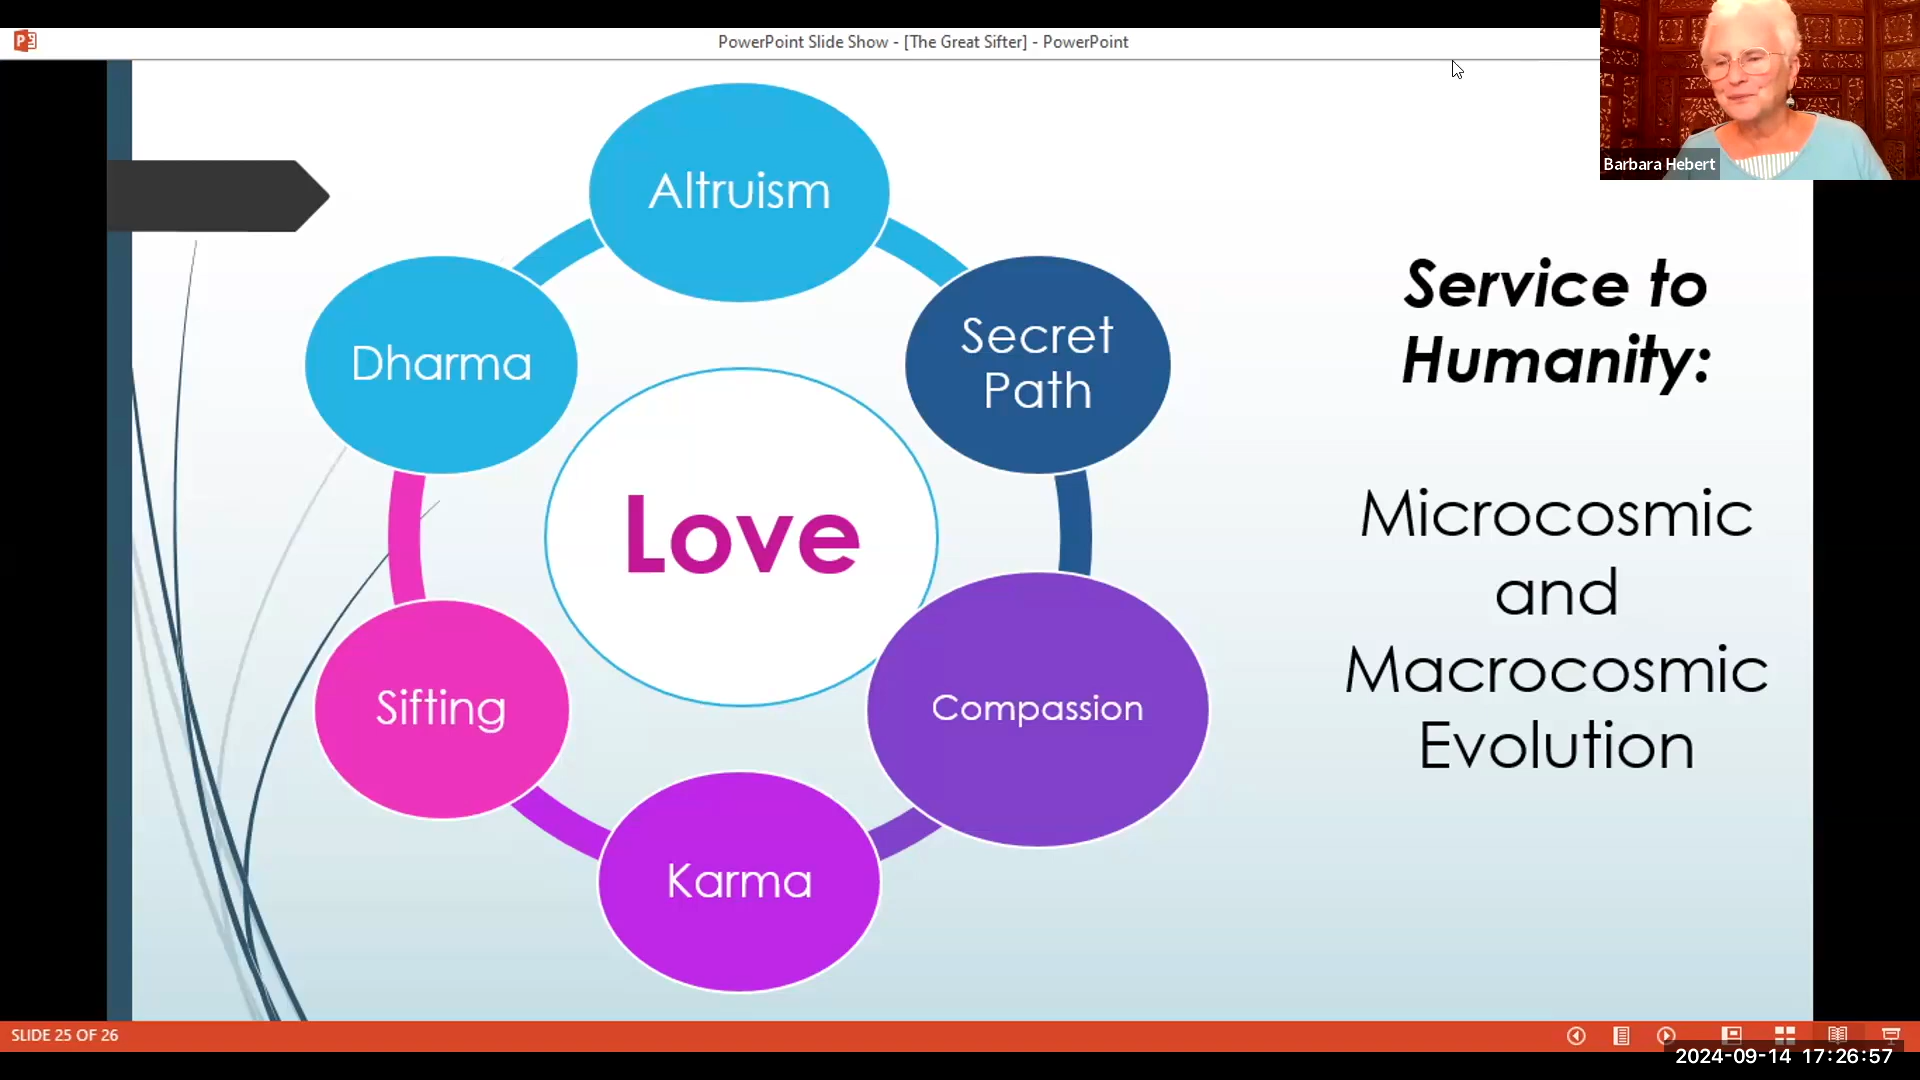 PowerPoint Slide Show - [The Great Sifter] - PowerPoint
Barbara Hebert
Altruism
Dharma
Secret
Path
Love
Sifting
Compassion
Karma
Service to
Humanity:
Microcosmic
and
Macrocosmic
Evolution
SLIDE 25 OF 26
2024-09-14 17:26:57